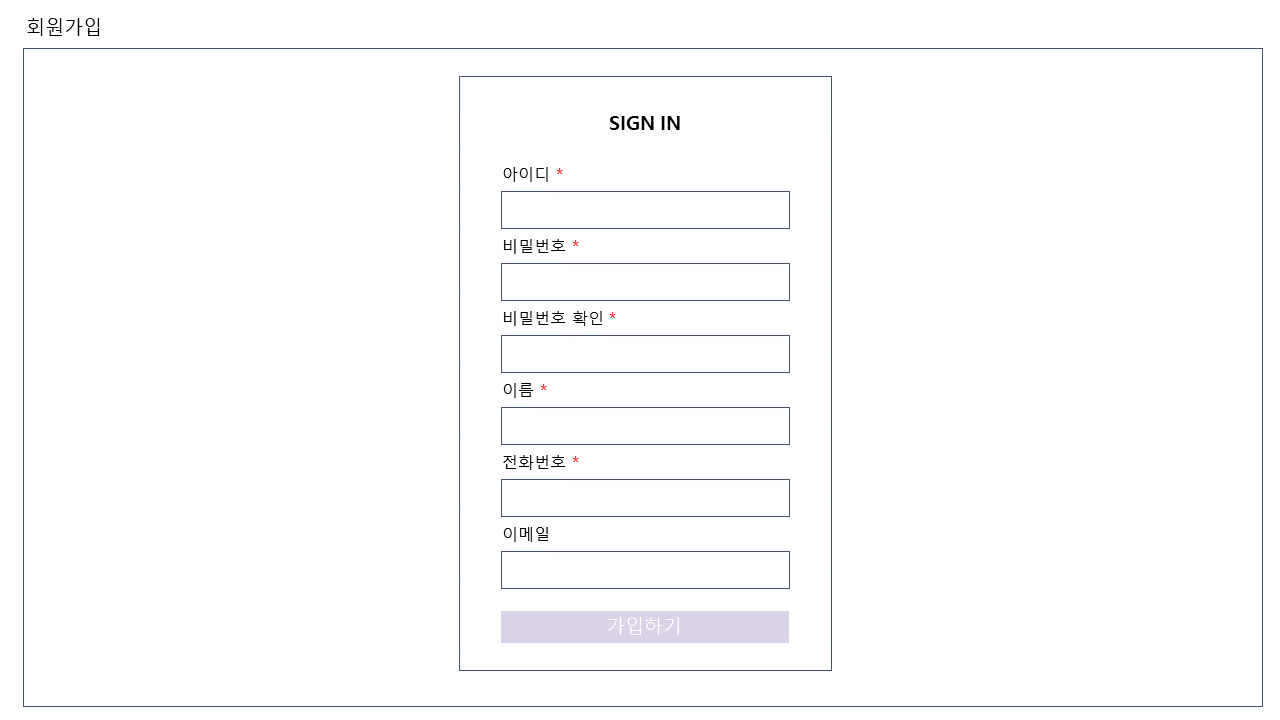 회원가입
SIGN IN
아이디 *
비밀번호 *
비밀번호 확인 *
이름 *
전화번호 *
이메일
가입하기